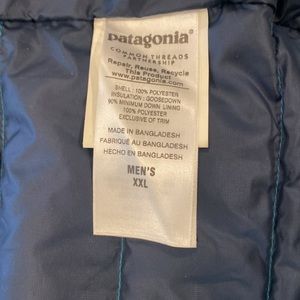 patagonia®
COMMON THREADS
PARTNERSHIP
Repair, Reuse, Recycle
This Product
www.patagonia.com
SHELL: 100% POLYESTER
INSULATION: GOOSEDOWN
90% MINIMUM DOWN LINING
100% POLYESTER
EXCLUSIVE OF TRIM
MADE IN BANGLADESH
FABRIQUÉ AU BANGLADESH
HECHO EN BANGLADESH
MEN'S
XXL